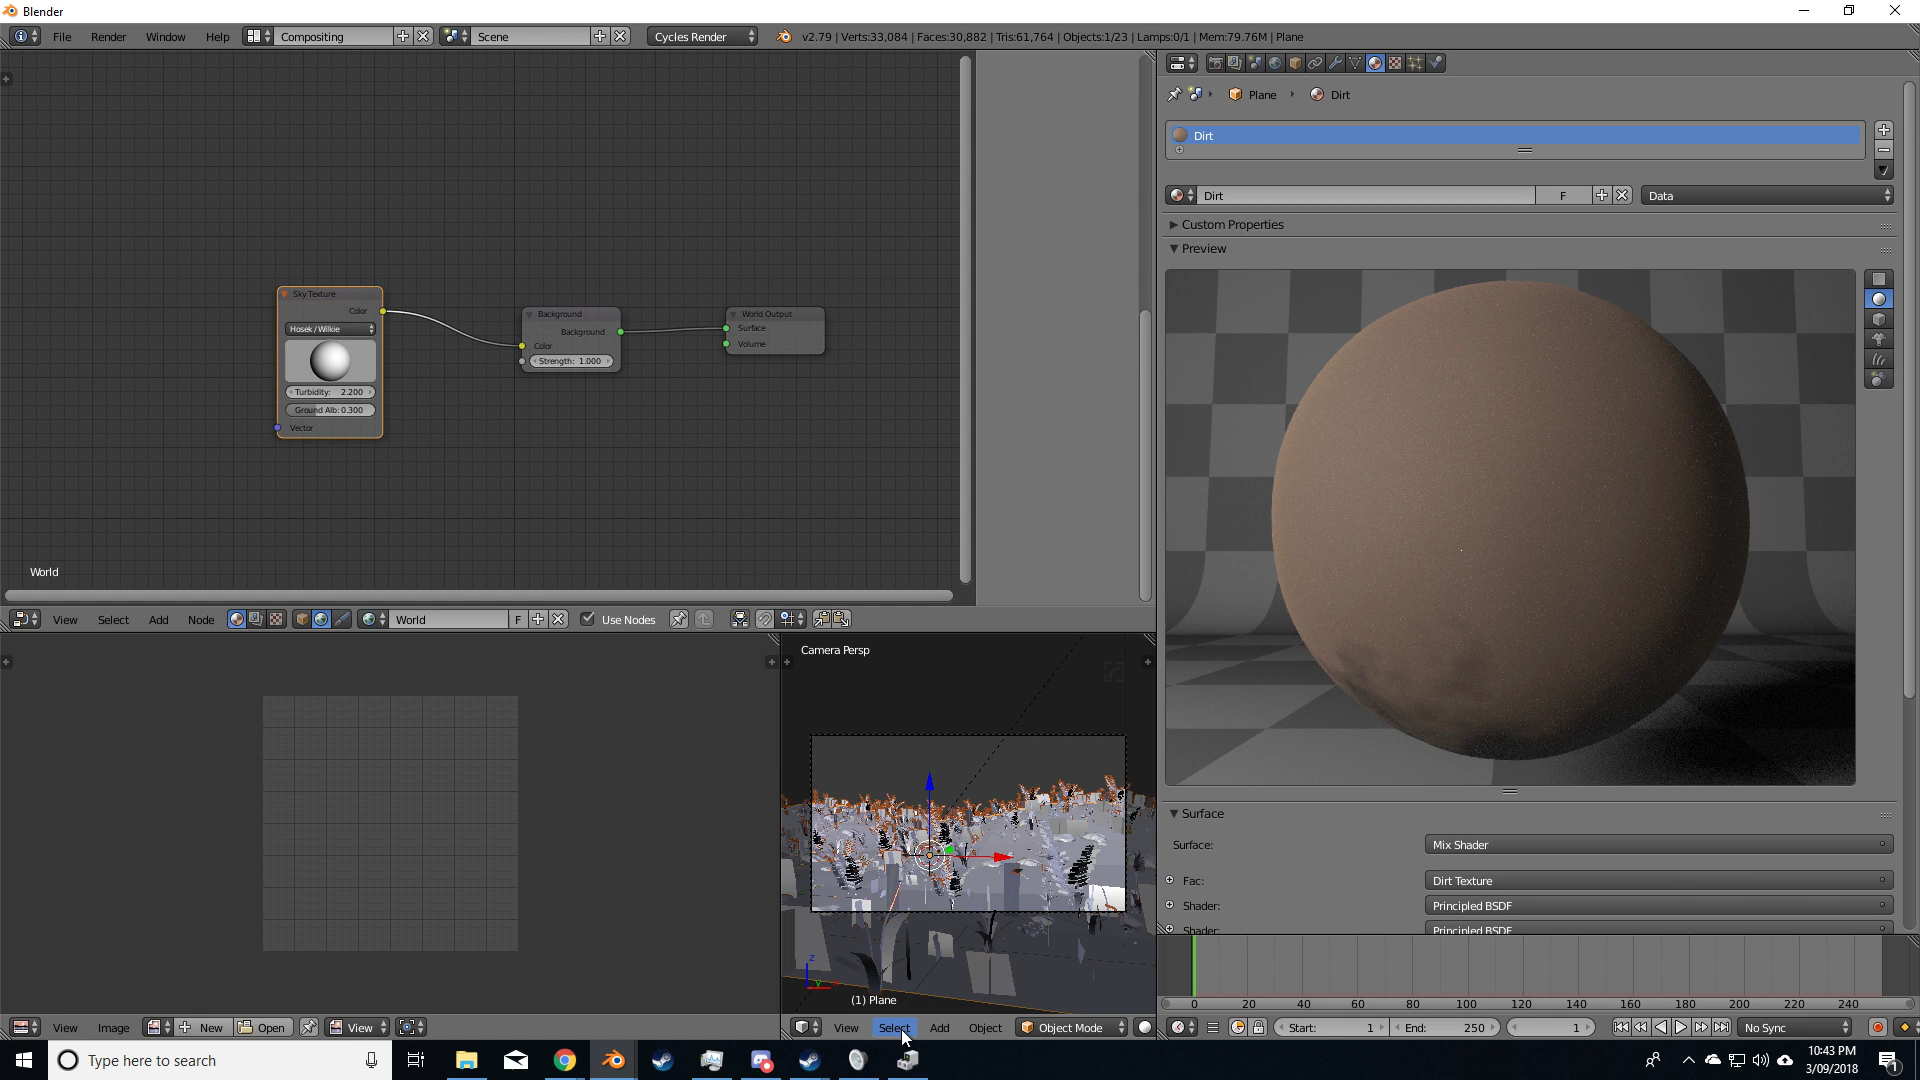 Blender
File Render Window Help Compositing Scene Cycles Render v2.79 | Verts:33,084 | Faces:30,882 | Tris:61,764 | Objects:1/23 | Lamps:0/1 | Mem:79.76M | Plane
Sky Texture
Color
Hosek / Wilkie
Turbidity: 2.200
Ground Alb: 0.300
Vector
Background
Background
Color
Strength: 1.000
World Output
Surface
Volume
World
View Select Add Node World F Use Nodes
Plane Dirt
Dirt
Dirt F Data
Custom Properties
Preview
Surface
Surface: Mix Shader
Fac: Dirt Texture
Shader: Principled BSDF
Shader: Principled BSDF
Camera Persp
z
y
(1) Plane
View Image New Open View
View Select Add Object Object Mode
0 20 40 60 80 100 120 140 160 180 200 220 240
Start: 1 End: 250 1 No Sync
Type here to search
10:43 PM
3/09/2018
1